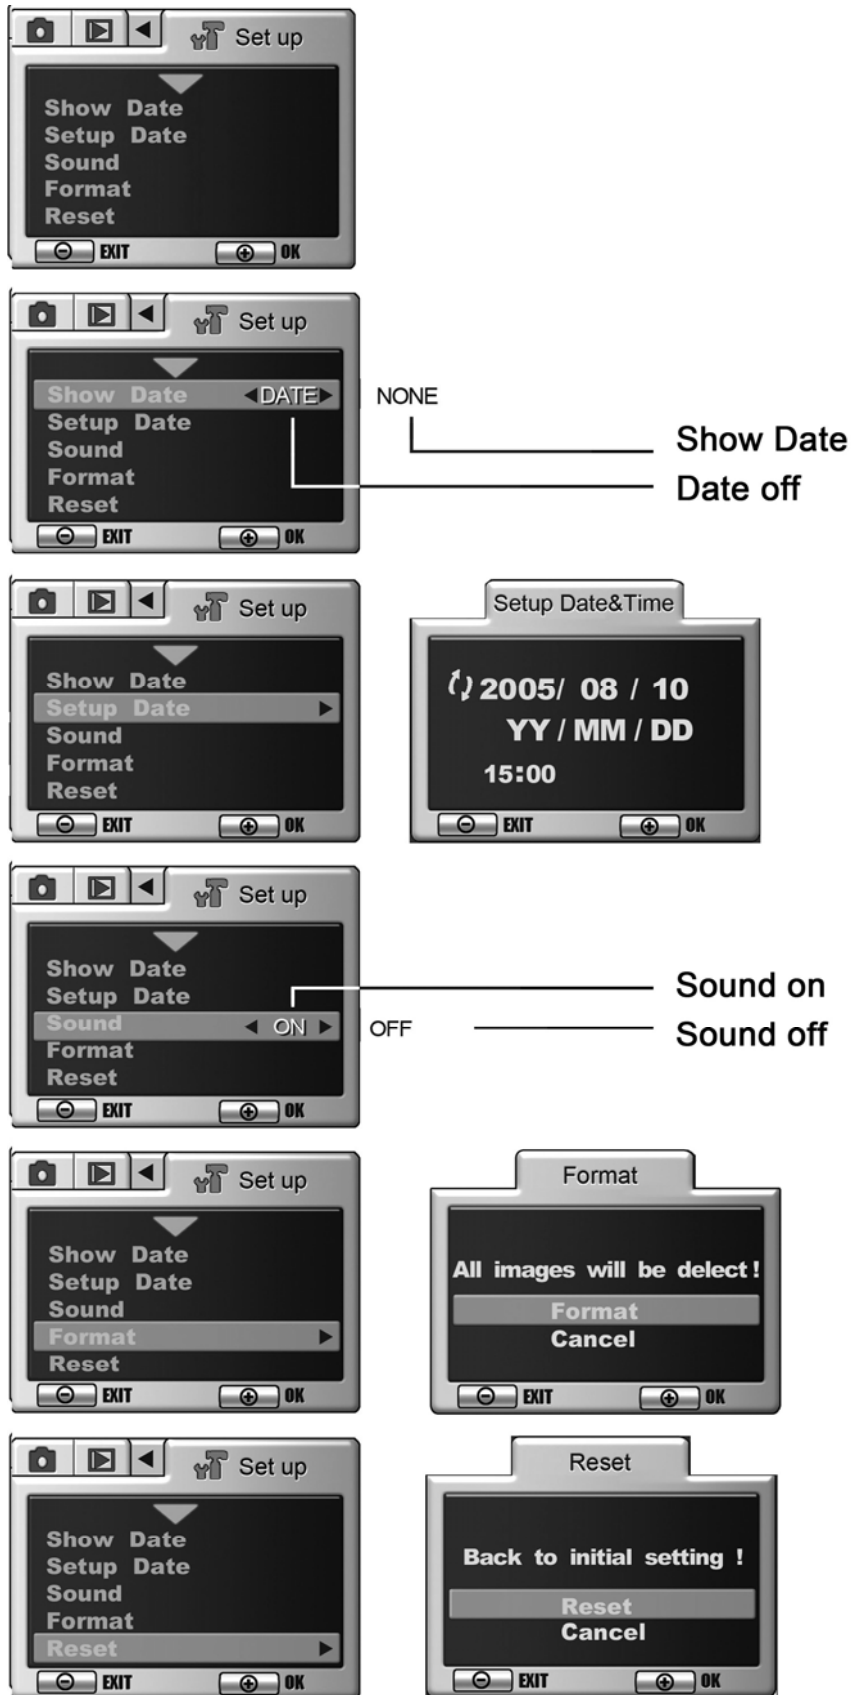 Set up
Show Date
Setup Date
Sound
Format
Reset
EXIT OK
Set up
Show Date DATE NONE
Setup Date
Sound
Format
Reset
EXIT OK
Show Date
Date off
Set up
Show Date
Setup Date
Sound
Format
Reset
EXIT OK
Setup Date&Time
2005/ 08 / 10
YY / MM / DD
15:00
EXIT OK
Set up
Show Date
Setup Date
Sound ON OFF
Format
Reset
EXIT OK
Sound on
Sound off
Set up
Show Date
Setup Date
Sound
Format
Reset
EXIT OK
Format
All images will be delect!
Format
Cancel
EXIT OK
Set up
Show Date
Setup Date
Sound
Format
Reset
EXIT OK
Reset
Back to initial setting !
Reset
Cancel
EXIT OK